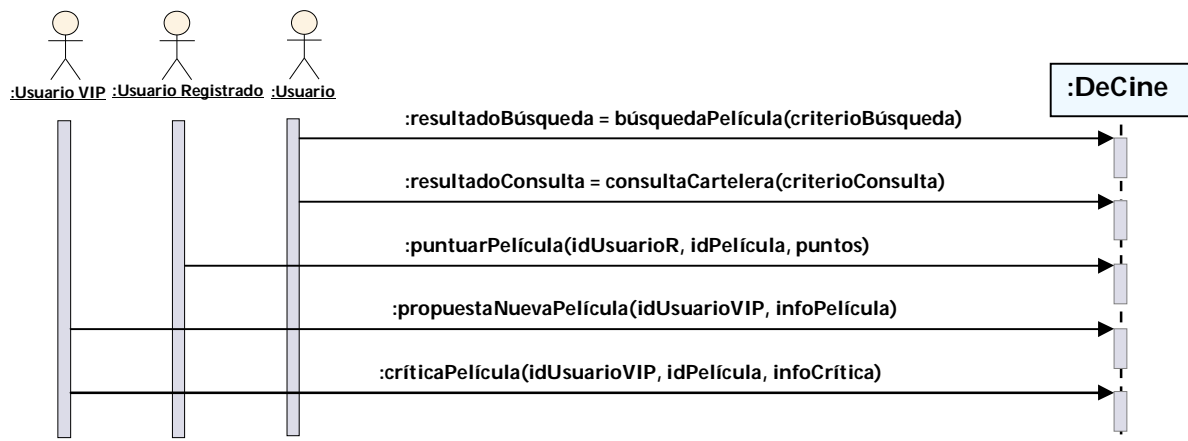 :Usuario VIP :Usuario Registrado :Usuario
:DeCine
:resultadoBúsqueda = búsquedaPelícula(criterioBúsqueda)
:resultadoConsulta = consultaCartelera(criterioConsulta)
:puntuarPelícula(idUsuarioR, idPelícula, puntos)
:propuestaNuevaPelícula(idUsuarioVIP, infoPelícula)
:críticaPelícula(idUsuarioVIP, idPelícula, infoCrítica)